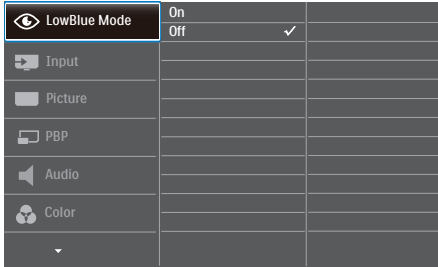 LowBlue Mode
On
Off
Input
Picture
PBP
Audio
Color